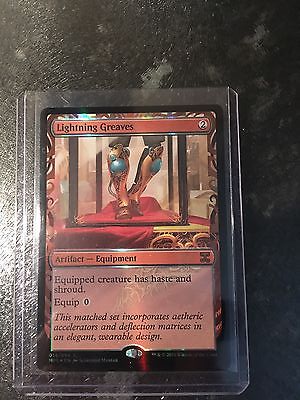 Lightning Greaves
2
Artifact — Equipment
Equipped creature has haste and
shroud.
Equip 0
This matched set incorporates aetheric
accelerators and deflection matrices in
an elegant, wearable design.